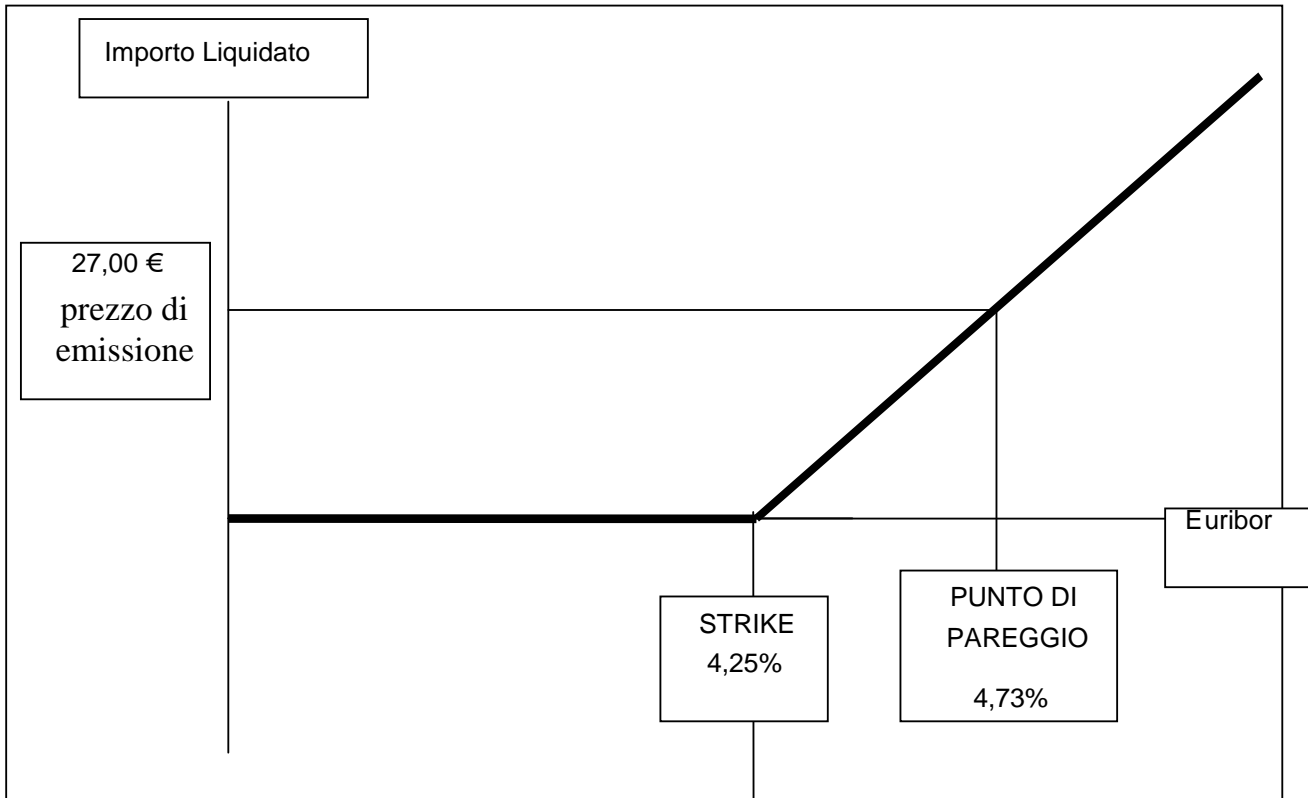 Importo Liquidato
27,00 €
prezzo di
emissione
Euribor
STRIKE
4,25%
PUNTO DI
PAREGGIO
4,73%